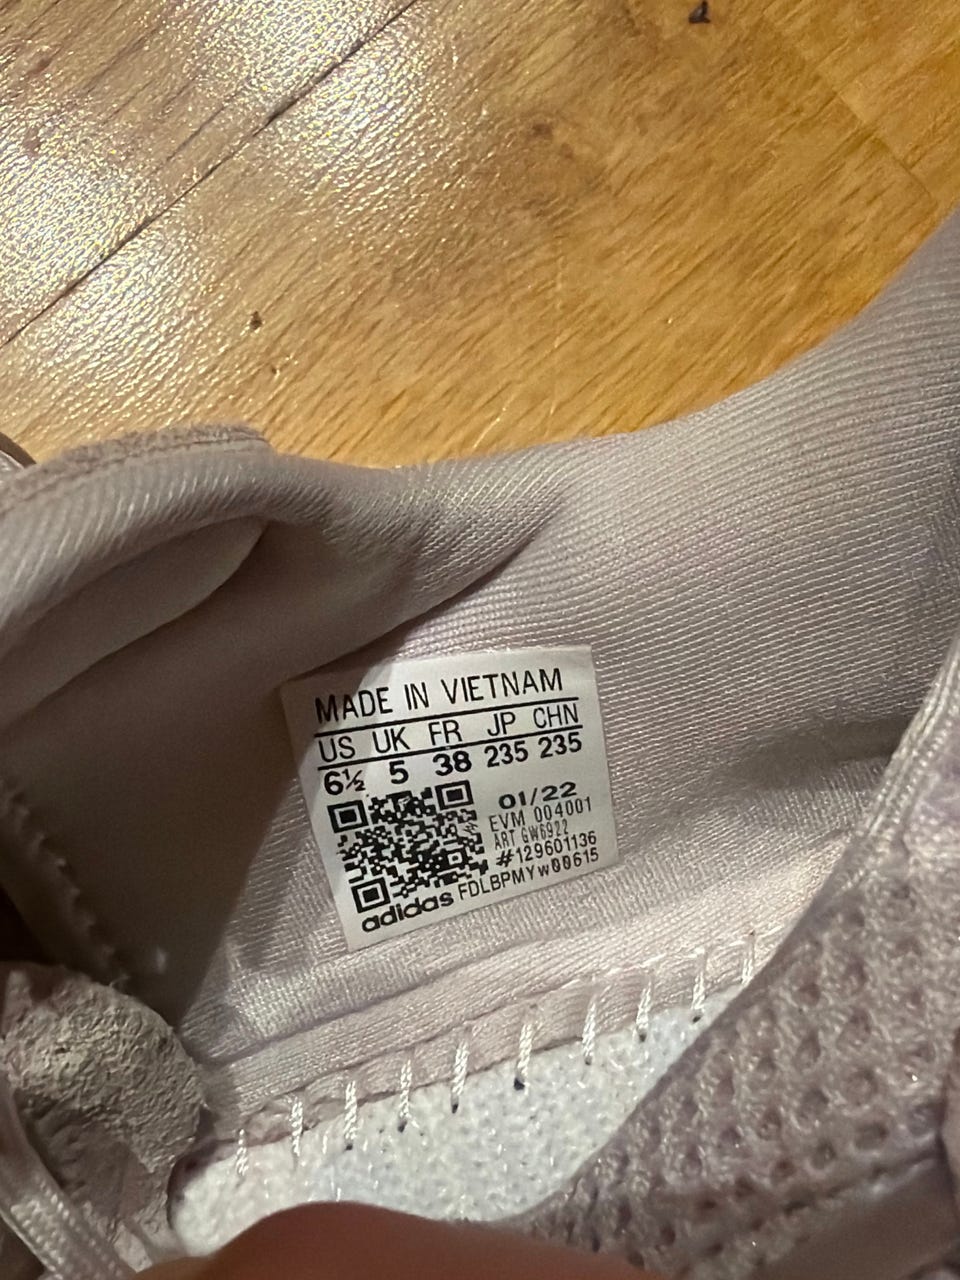 MADE IN VIETNAM
US UK FR JP CHN
6½ 5 38 235 235
01/22
EVM 004001
ART GW6922
#129601136
adidas FDLBPMYw00615